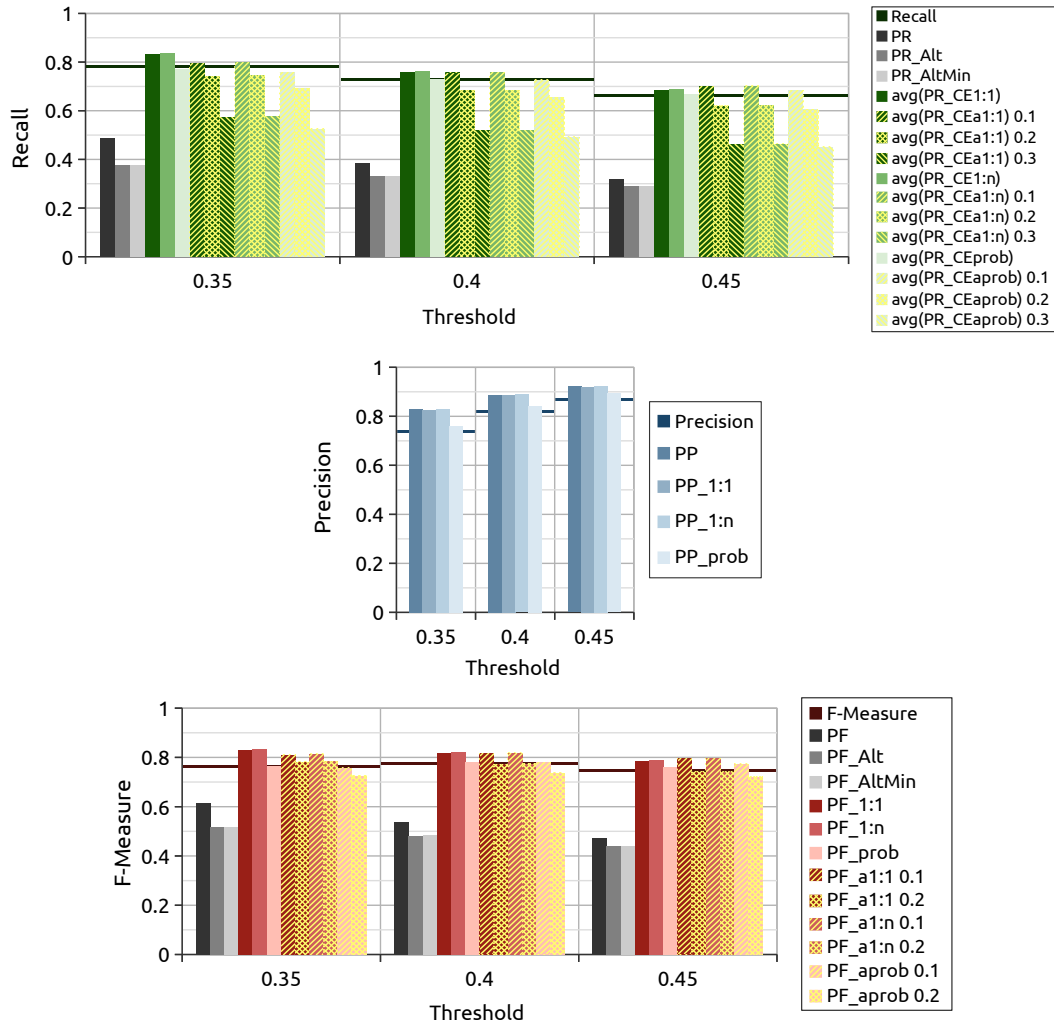 1
0.8
0.6
0.4
0.2
0
Recall
0.35
0.4
0.45
Threshold
Recall
PR
PR_Alt
PR_AltMin
avg(PR_CE1:1)
avg(PR_CEa1:1) 0.1
avg(PR_CEa1:1) 0.2
avg(PR_CEa1:1) 0.3
avg(PR_CE1:n)
avg(PR_CEa1:n) 0.1
avg(PR_CEa1:n) 0.2
avg(PR_CEa1:n) 0.3
avg(PR_CEprob)
avg(PR_CEaprob) 0.1
avg(PR_CEaprob) 0.2
avg(PR_CEaprob) 0.3
1
0.8
0.6
0.4
0.2
0
Precision
0.35
0.4
0.45
Threshold
Precision
PP
PP_1:1
PP_1:n
PP_prob
1
0.8
0.6
0.4
0.2
0
F-Measure
0.35
0.4
0.45
Threshold
F-Measure
PF
PF_Alt
PF_AltMin
PF_1:1
PF_1:n
PF_prob
PF_a1:1 0.1
PF_a1:1 0.2
PF_a1:n 0.1
PF_a1:n 0.2
PF_aprob 0.1
PF_aprob 0.2